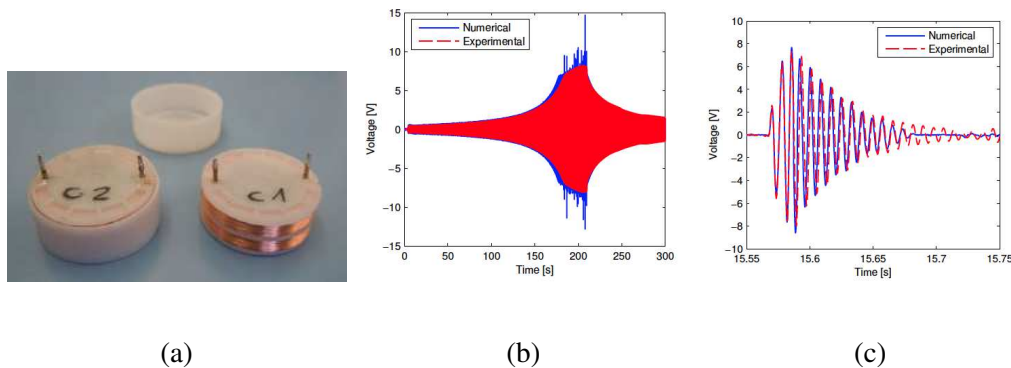 C2
C1
(a)
Numerical
Experimental
Voltage [V]
15
10
5
0
−5
−10
−15
0
50
100
150
200
250
300
Time [s]
(b)
Numerical
Experimental
Voltage [V]
10
8
6
4
2
0
−2
−4
−6
−8
−10
15.55
15.6
15.65
15.7
15.75
Time [s]
(c)